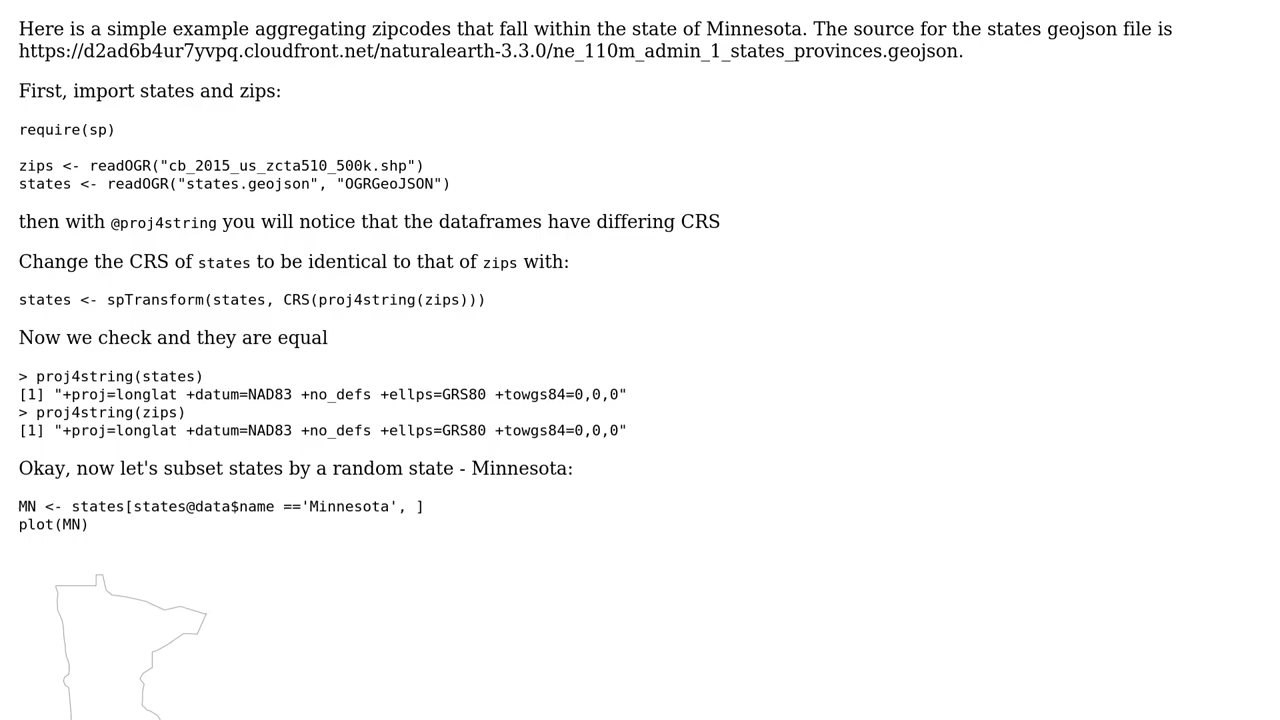 Here is a simple example aggregating zipcodes that fall within the state of Minnesota. The source for the states geojson file is
https://d2ad6b4ur7yvpq.cloudfront.net/naturalearth-3.3.0/ne_110m_admin_1_states_provinces.geojson.
First, import states and zips:
require(sp)
zips <- readOGR("cb_2015_us_zcta510_500k.shp")
states <- readOGR("states.geojson", "OGRGeoJSON")
then with @proj4string you will notice that the dataframes have differing CRS
Change the CRS of states to be identical to that of zips with:
states <- spTransform(states, CRS(proj4string(zips)))
Now we check and they are equal
> proj4string(states)
[1] "+proj=longlat +datum=NAD83 +no_defs +ellps=GRS80 +towgs84=0,0,0"
> proj4string(zips)
[1] "+proj=longlat +datum=NAD83 +no_defs +ellps=GRS80 +towgs84=0,0,0"
Okay, now let's subset states by a random state - Minnesota:
MN <- states[states@data$name =='Minnesota', ]
plot(MN)